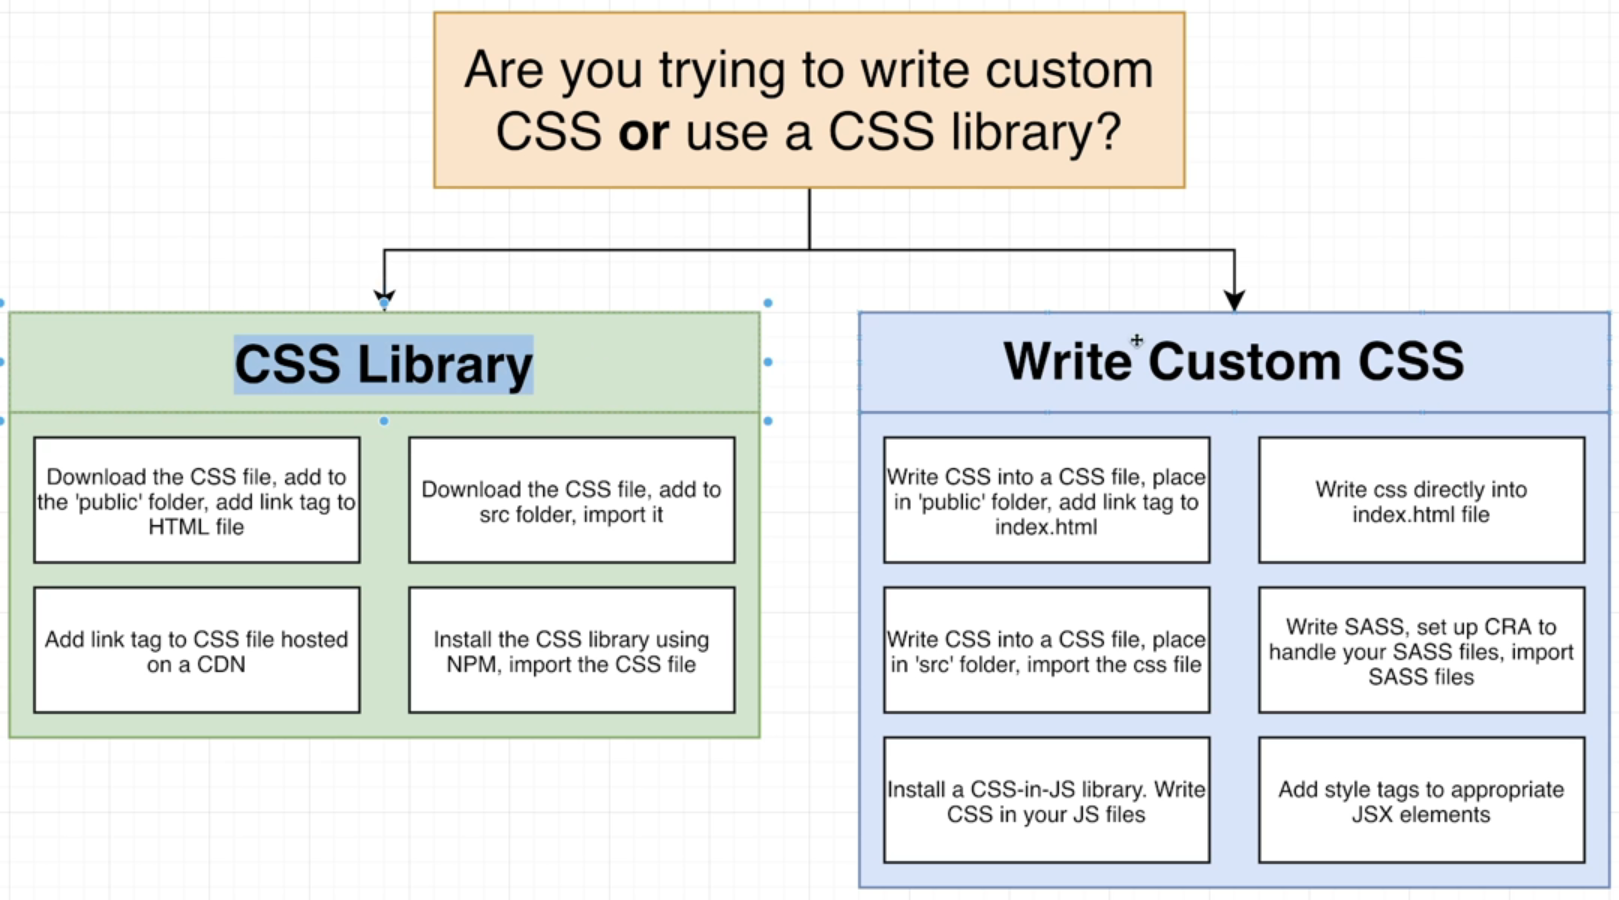 Are you trying to write custom
CSS or use a CSS library?
CSS Library
Download the CSS file, add to
the 'public' folder, add link tag to
HTML file
Download the CSS file, add to
src folder, import it
Add link tag to CSS file hosted
on a CDN
Install the CSS library using
NPM, import the CSS file
Write Custom CSS
Write CSS into a CSS file, place
in 'public' folder, add link tag to
index.html
Write css directly into
index.html file
Write CSS into a CSS file, place
in 'src' folder, import the css file
Write SASS, set up CRA to
handle your SASS files, import
SASS files
Install a CSS-in-JS library. Write
CSS in your JS files
Add style tags to appropriate
JSX elements